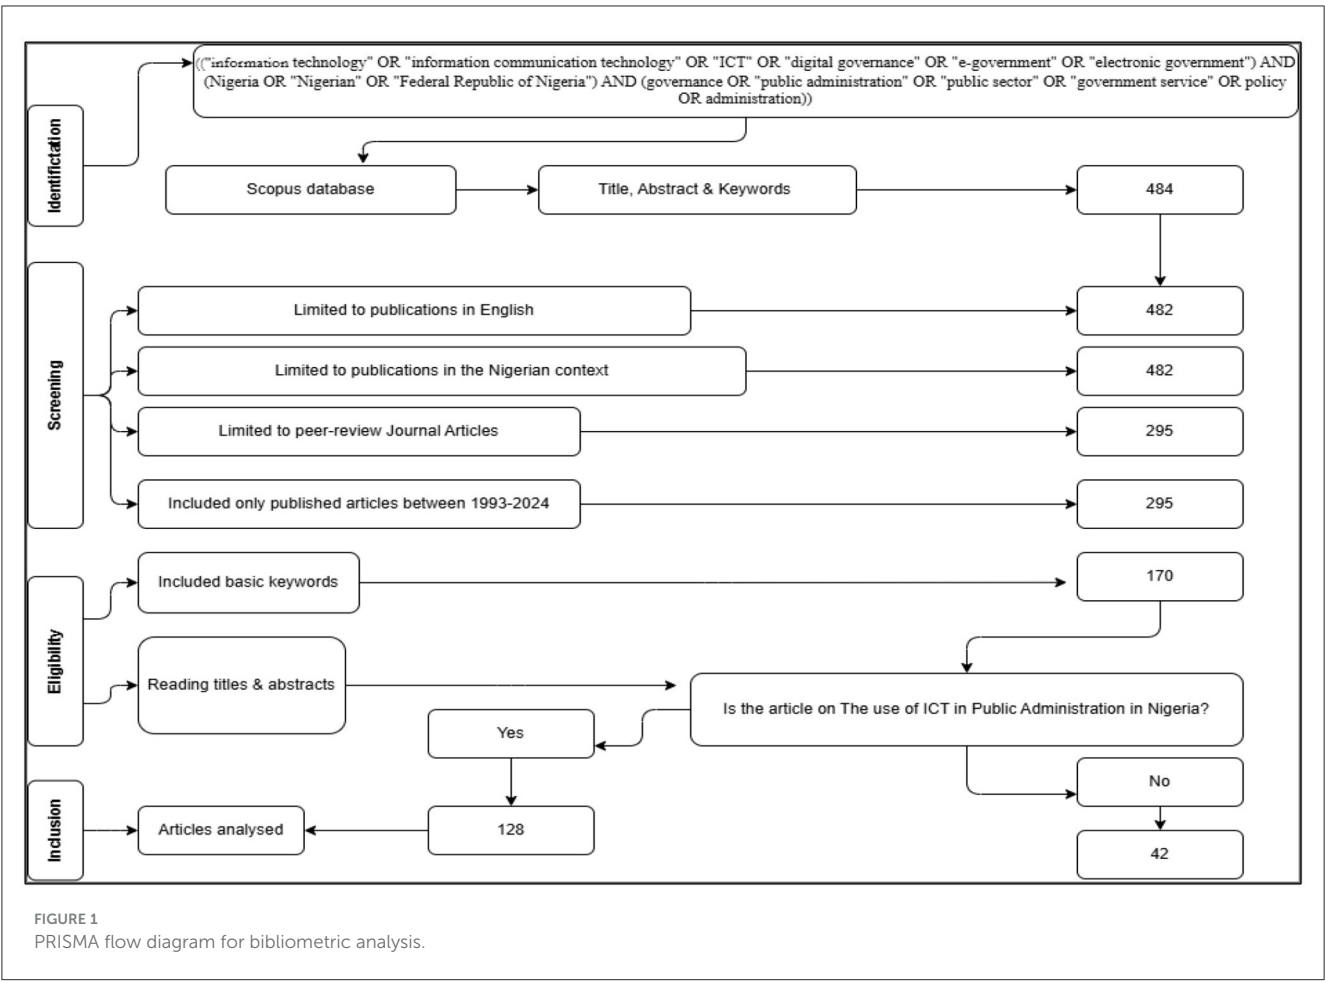 (("information technology" OR "information communication technology" OR "ICT" OR "digital governance" OR "e-government" OR "electronic government") AND
(Nigeria OR "Nigerian" OR "Federal Republic of Nigeria") AND (governance OR "public administration" OR "public sector" OR "government service" OR policy
OR administration))
Identifictation
Scopus database
Title, Abstract & Keywords
484
Screening
Limited to publications in English
482
Limited to publications in the Nigerian context
482
Limited to peer-review Journal Articles
295
Included only published articles between 1993-2024
295
Eligibility
Included basic keywords
170
Reading titles & abstracts
Is the article on The use of ICT in Public Administration in Nigeria?
Yes
No
Inclusion
Articles analysed
128
42
FIGURE 1
PRISMA flow diagram for bibliometric analysis.